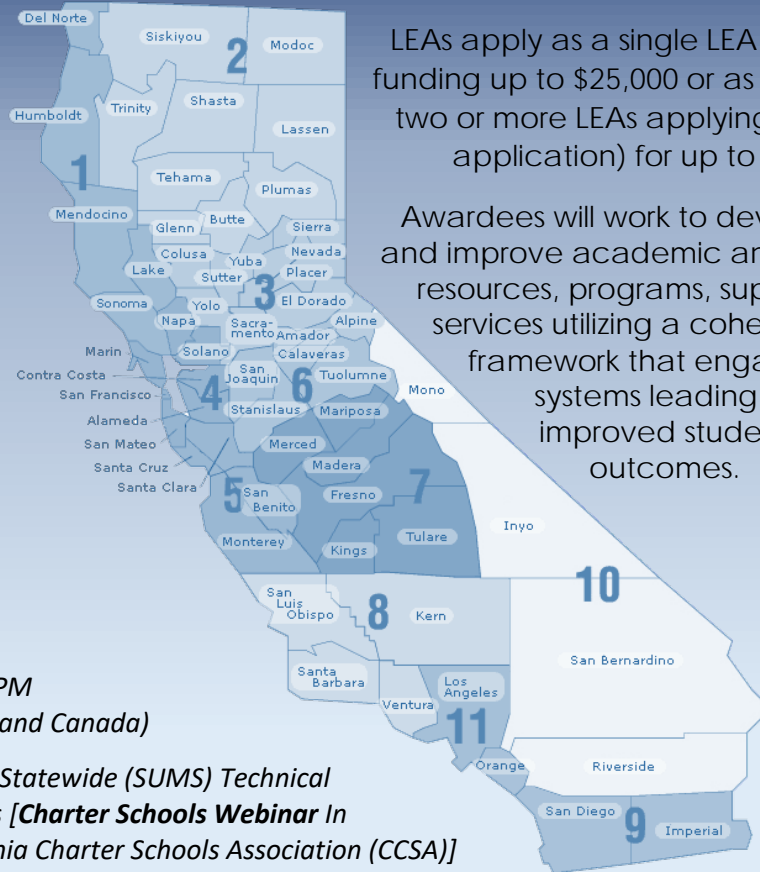 LEAs apply as a single LEA
funding up to $25,000 or as
two or more LEAs applying
application) for up to
Awardees will work to dev
and improve academic an
resources, programs, sup
services utilizing a cohe
framework that enga
systems leading
improved stude
outcomes.
Del Norte
Siskiyou
2
Modoc
Humboldt
Trinity
Shasta
Lassen
1
Tehama
Plumas
Mendocino
Glenn
Butte
Sierra
Colusa
Yuba
Nevada
Lake
Sutter
Placer
3
Sonoma
Yolo
El Dorado
Napa
Sacra-
mento
Amador
Alpine
Marin
Solano
Calaveras
Contra Costa
San
Joaquin
6
Tuolumne
San Francisco
4
Mono
Alameda
Stanislaus
Mariposa
San Mateo
Merced
Santa Cruz
Madera
Santa Clara
5
San
Benito
Fresno
7
Monterey
Kings
Tulare
Inyo
10
San
Luis
Obispo
8
Kern
San Bernardino
Santa
Barbara
Ventura
Los
Angeles
11
Orange
Riverside
San Diego
9
Imperial
PM
and Canada)
Statewide (SUMS) Technical
s [Charter Schools Webinar In
nia Charter Schools Association (CCSA)]